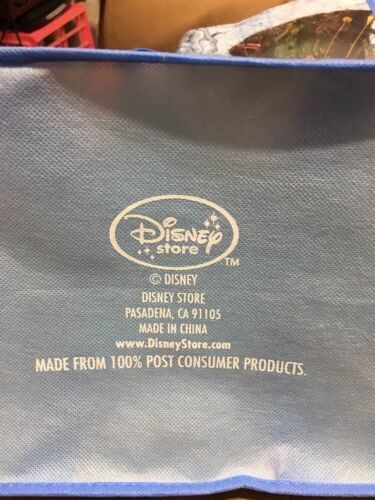 Disney
store
TM
© DISNEY
DISNEY STORE
PASADENA, CA 91105
MADE IN CHINA
www.DisneyStore.com
MADE FROM 100% POST CONSUMER PRODUCTS.